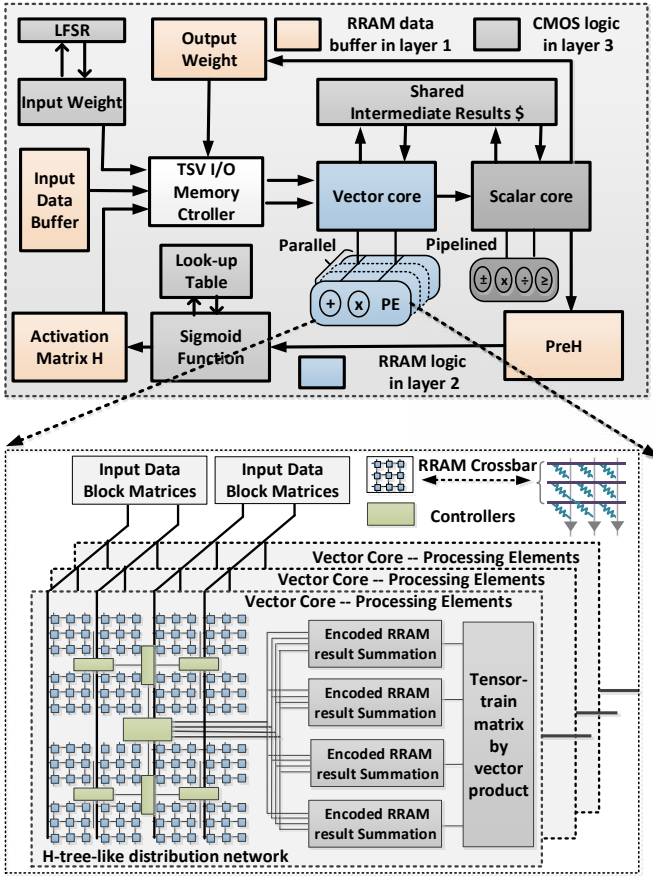 LFSR
Output
Weight
RRAM data
buffer in layer 1
CMOS logic
in layer 3
Input Weight
Shared
Intermediate Results $
Input
Data
Buffer
TSV I/O
Memory
Ctroller
Vector core
Scalar core
Parallel
Pipelined
Look-up
Table
+ x PE
± x ÷ ≥
Activation
Matrix H
Sigmoid
Function
RRAM logic
in layer 2
PreH
Input Data
Block Matrices
Input Data
Block Matrices
RRAM Crossbar
Controllers
Vector Core -- Processing Elements
Vector Core -- Processing Elements
Vector Core -- Processing Elements
Encoded RRAM
result Summation
Encoded RRAM
result Summation
Encoded RRAM
result Summation
Encoded RRAM
result Summation
Tensor-
train
matrix
by
vector
product
H-tree-like distribution network